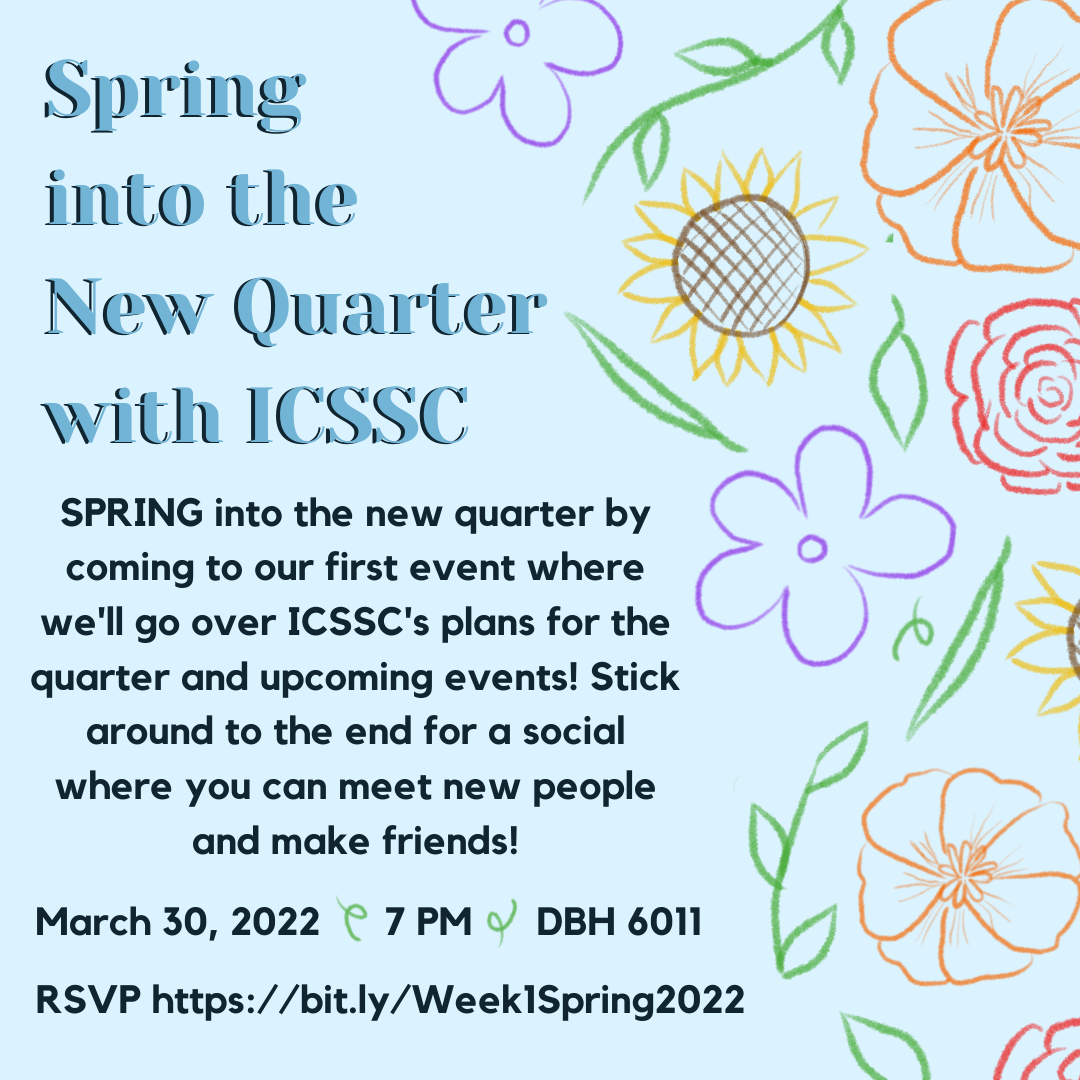 Spring
into the
New Quarter
with ICSSC
SPRING into the new quarter by
coming to our first event where
we'll go over ICSSC's plans for the
quarter and upcoming events! Stick
around to the end for a social
where you can meet new people
and make friends!
March 30, 2022 7 PM DBH 6011
RSVP https://bit.ly/Week1Spring2022